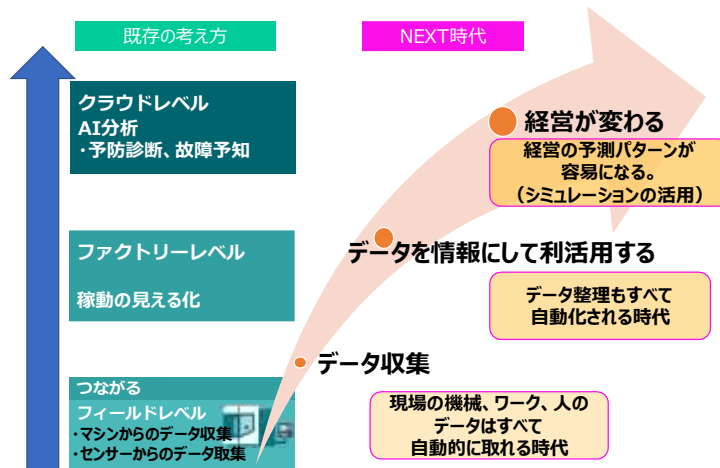 既存の考え方
NEXT時代
クラウドレベル
AI分析
・予防診断、故障予知
経営が変わる
経営の予測パターンが
容易になる。
（シミュレーションの活用）
ファクトリーレベル
稼動の見える化
データを情報にして利活用する
データ整理もすべて
自動化される時代
データ収集
つながる
フィールドレベル
・マシンからのデータ収集
・センサーからのデータ収集
現場の機械、ワーク、人の
データはすべて
自動的に取れる時代